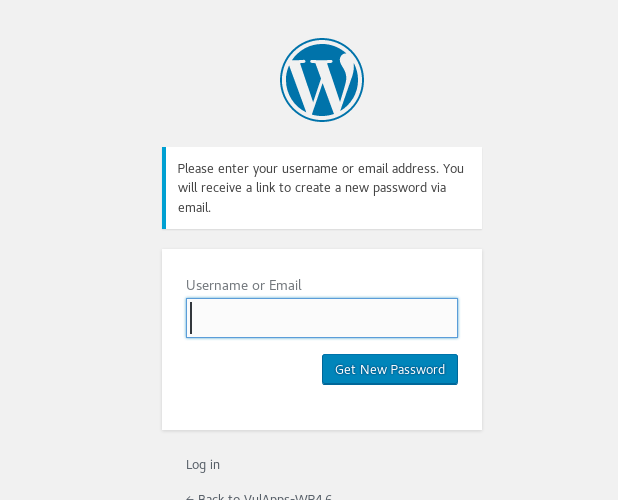 Please enter your username or email address. You
will receive a link to create a new password via
email.
Username or Email
Get New Password
Log in
← Back to VulApps-WP4.6